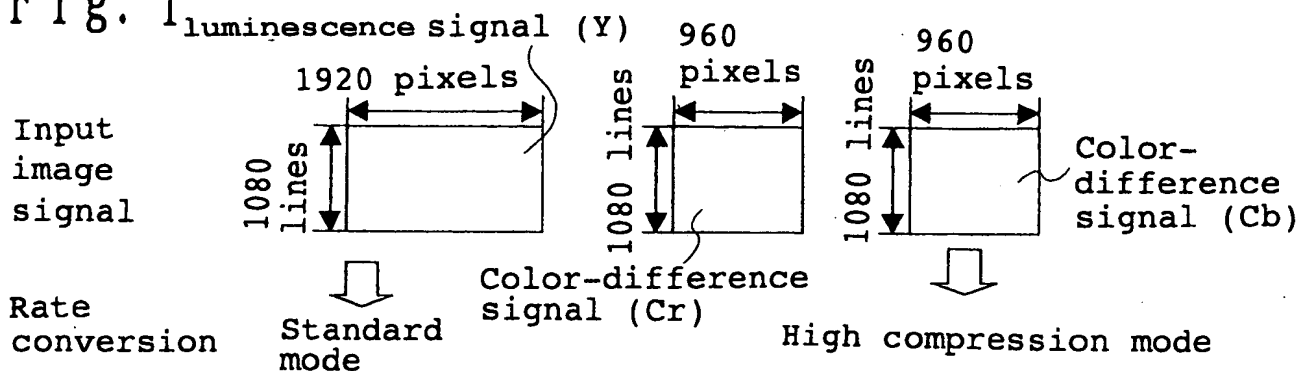 Fig. 1
luminescence signal (Y)
1920 pixels
1080 lines
960 pixels
1080 lines
960 pixels
1080 lines
Input image signal
Color-difference signal (Cr)
Color-difference signal (Cb)
Rate conversion
Standard mode
High compression mode